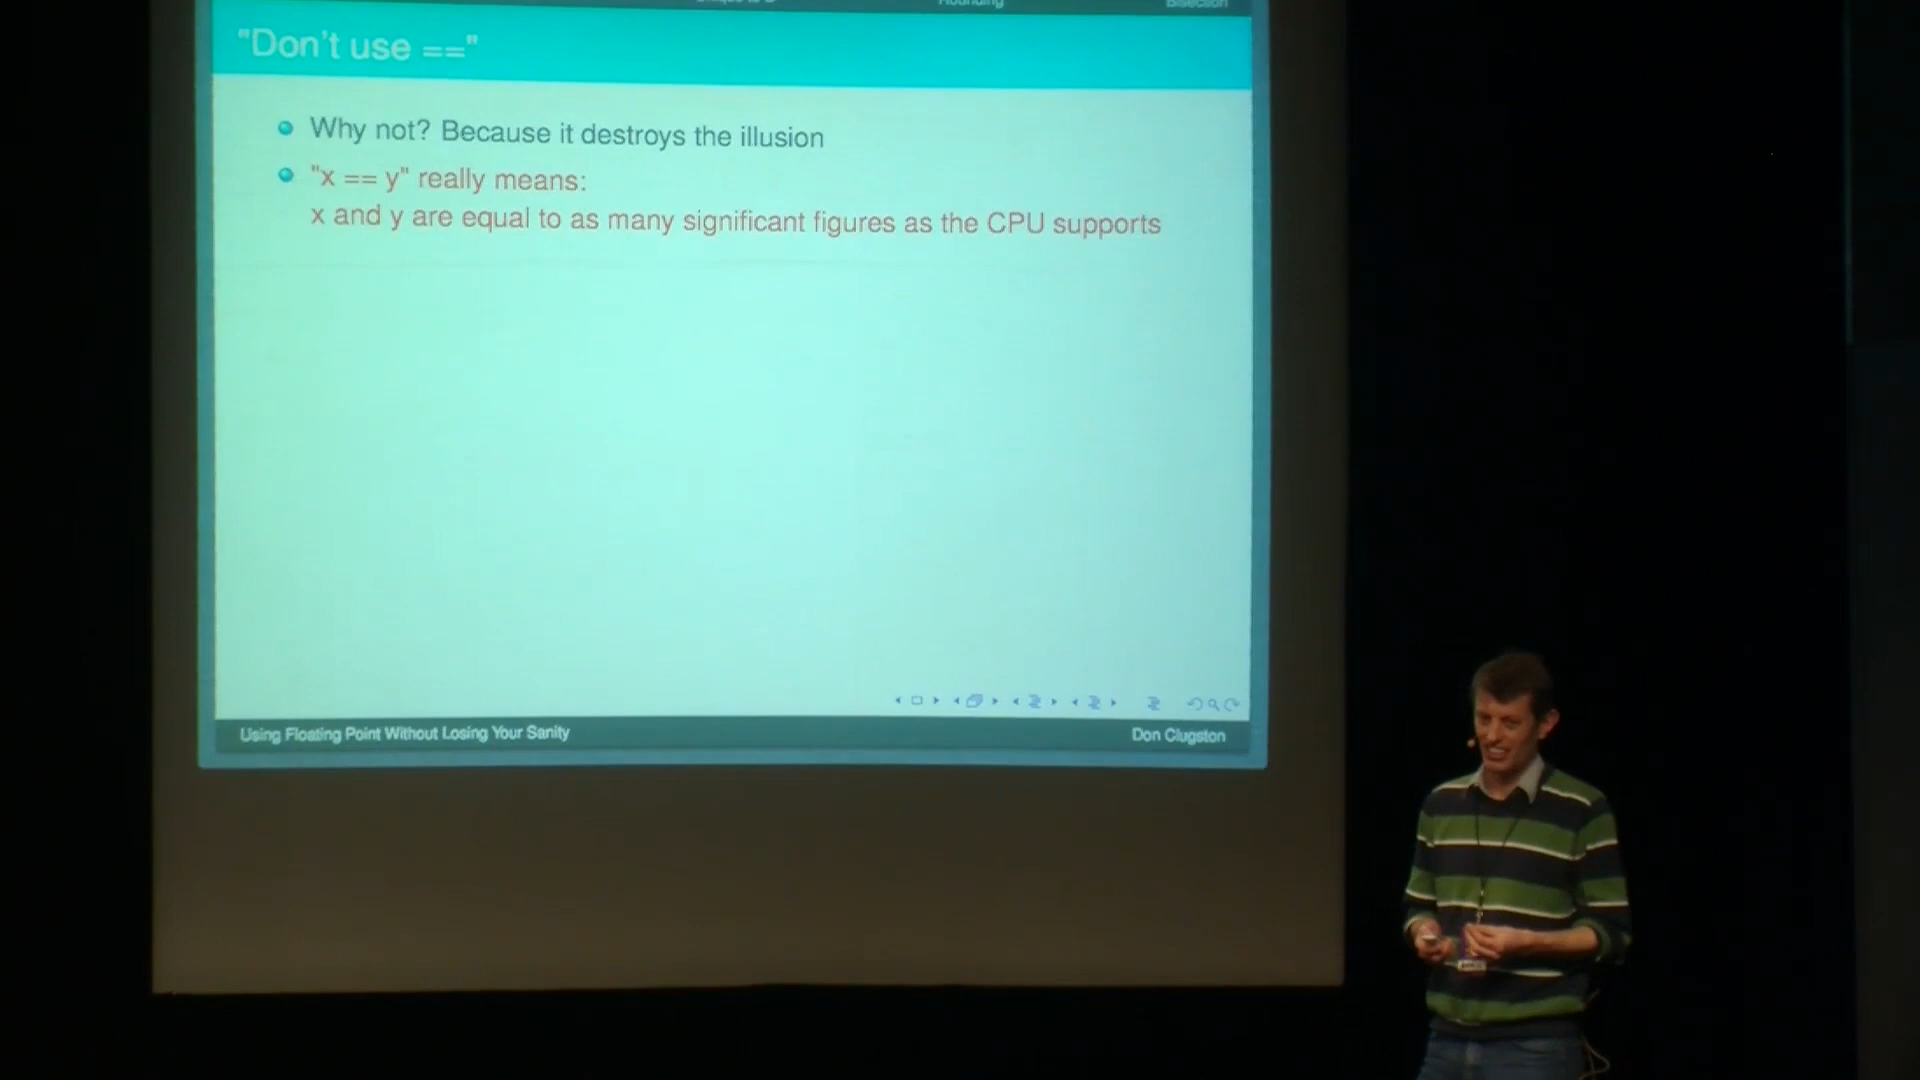 Rounding
Bisection
"Don't use =="
Why not? Because it destroys the illusion
"x == y" really means:
x and y are equal to as many significant figures as the CPU supports
Using Floating Point Without Losing Your Sanity
Don Clugston